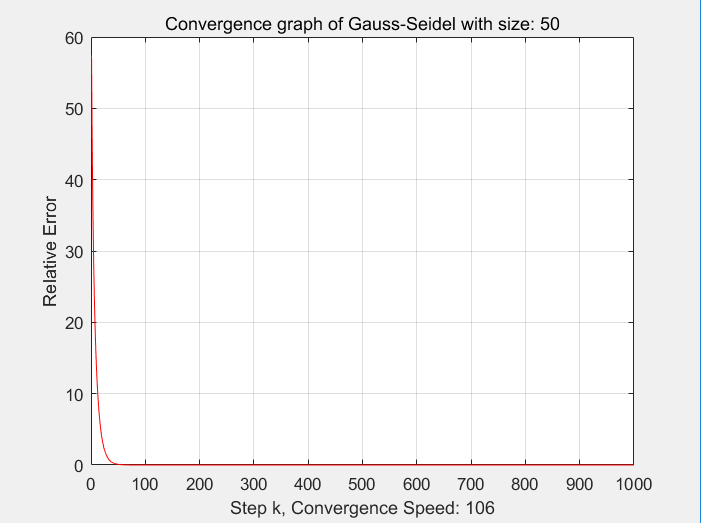 Convergence graph of Gauss-Seidel with size: 50
60
50
40
30
20
10
0
Relative Error
0 100 200 300 400 500 600 700 800 900 1000
Step k, Convergence Speed: 106